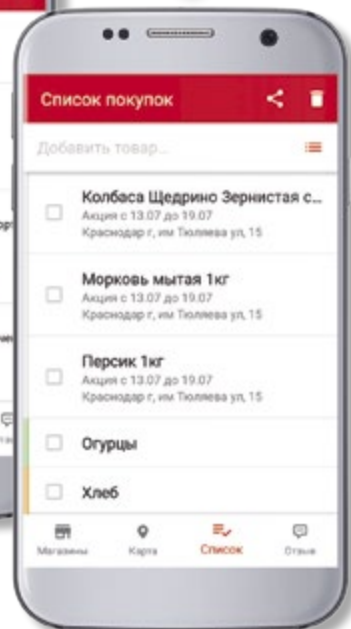 Список покупок
Добавить товар...
Колбаса Щедрино Зернистая с...
Акция с 13.07 до 19.07
Краснодар г, им Тюляева ул, 15
Морковь мытая 1кг
Акция с 13.07 до 19.07
Краснодар г, им Тюляева ул, 15
Персик 1кг
Акция с 13.07 до 19.07
Краснодар г, им Тюляева ул, 15
Огурцы
Хлеб
Магазины Карта Список Отзыв